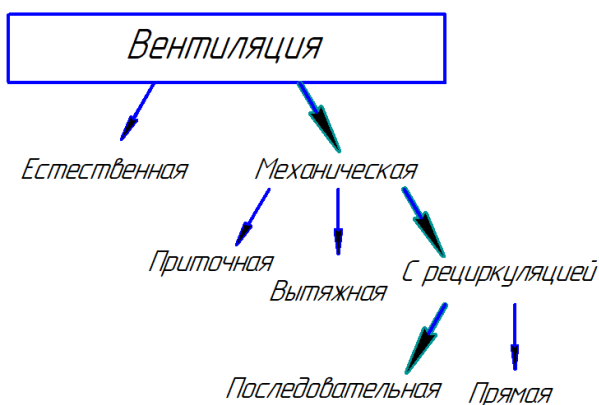 Вентиляция
Естественная
Механическая
Приточная
Вытяжная
С рециркуляцией
Последовательная
Прямая